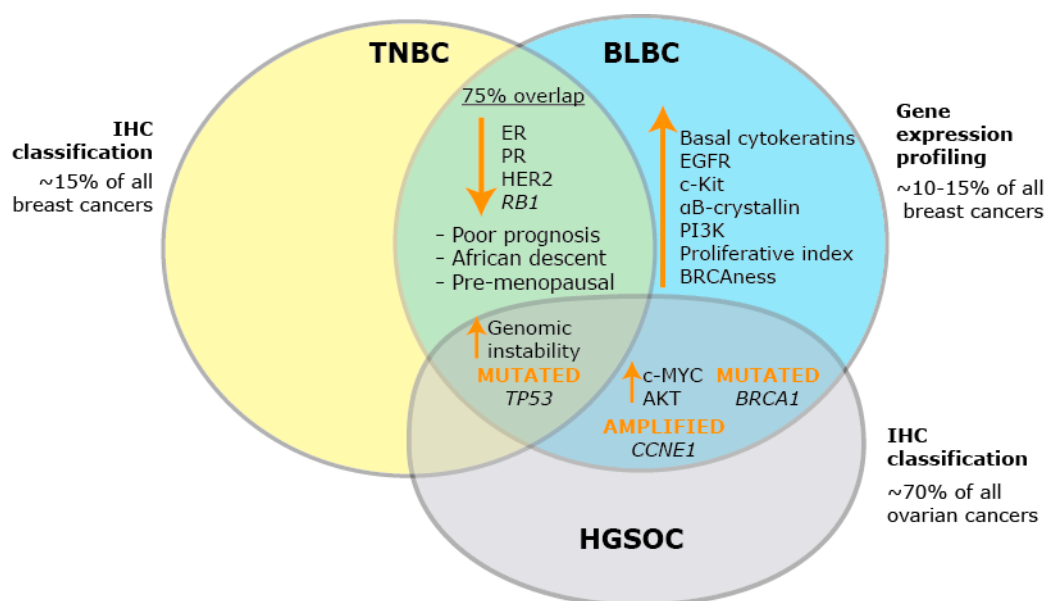 TNBC
BLBC
75% overlap
ER
PR
HER2
RB1
– Poor prognosis
– African descent
– Pre-menopausal
Basal cytokeratins
EGFR
c-Kit
αB-crystallin
PI3K
Proliferative index
BRCAness
IHC
classification
~15% of all
breast cancers
Gene
expression
profiling
~10-15% of all
breast cancers
Genomic
instability
MUTATED
TP53
c-MYC
AKT
MUTATED
BRCA1
AMPLIFIED
CCNE1
IHC
classification
~70% of all
ovarian cancers
HGSOC